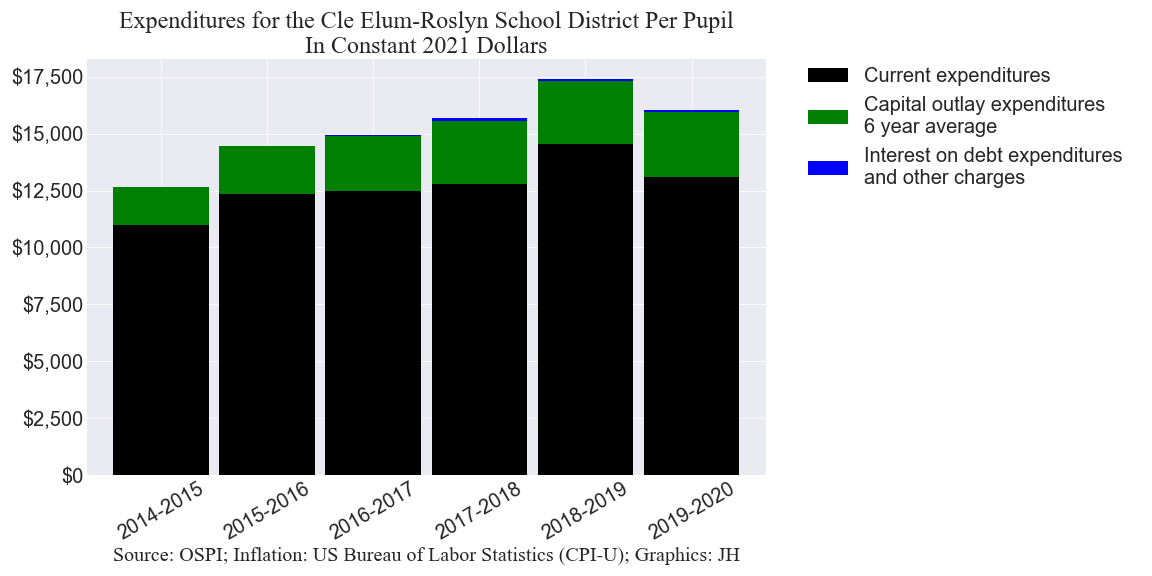 Expenditures for the Cle Elum-Roslyn School District Per Pupil
In Constant 2021 Dollars
$17,500
$15,000
$12,500
$10,000
$7,500
$5,000
$2,500
$0
2014-2015
2015-2016
2016-2017
2017-2018
2018-2019
2019-2020
Current expenditures
Capital outlay expenditures
6 year average
Interest on debt expenditures
and other charges
Source: OSPI; Inflation: US Bureau of Labor Statistics (CPI-U); Graphics: JH